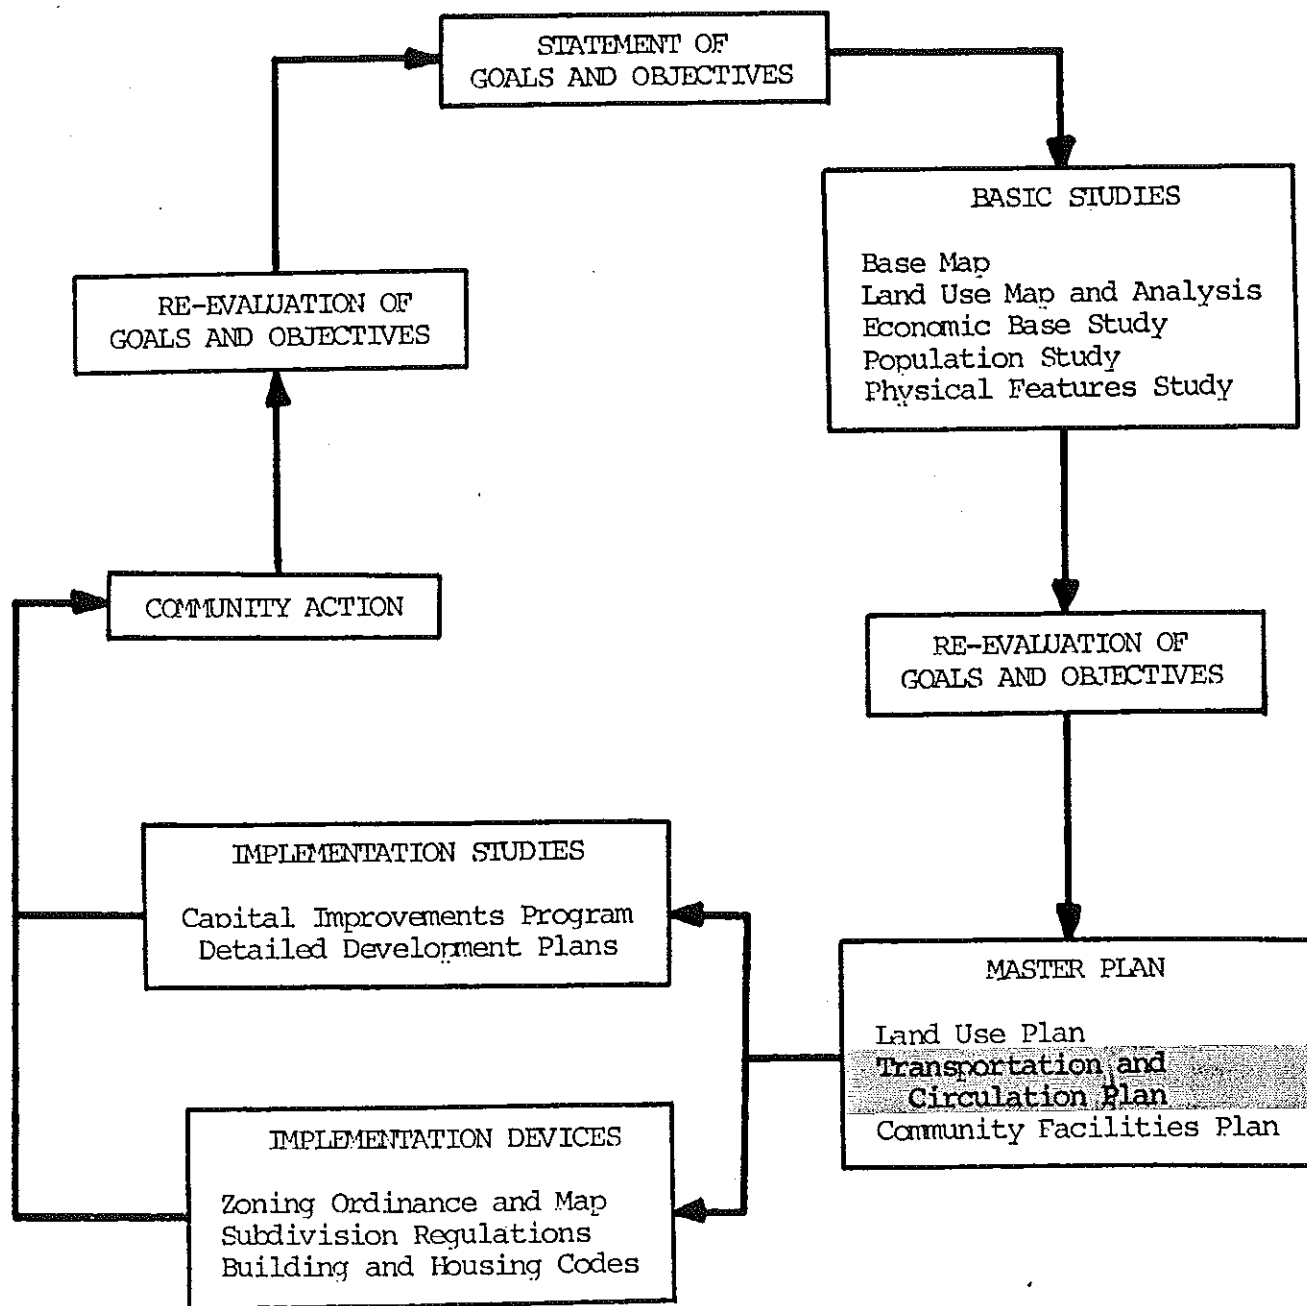 STATEMENT OF
GOALS AND OBJECTIVES
BASIC STUDIES
Base Map
Land Use Map and Analysis
Economic Base Study
Population Study
Physical Features Study
RE-EVALUATION OF
GOALS AND OBJECTIVES
MASTER PLAN
Land Use Plan
Transportation and
Circulation Plan
Community Facilities Plan
IMPLEMENTATION STUDIES
Capital Improvements Program
Detailed Development Plans
IMPLEMENTATION DEVICES
Zoning Ordinance and Map
Subdivision Regulations
Building and Housing Codes
COMMUNITY ACTION
RE-EVALUATION OF
GOALS AND OBJECTIVES